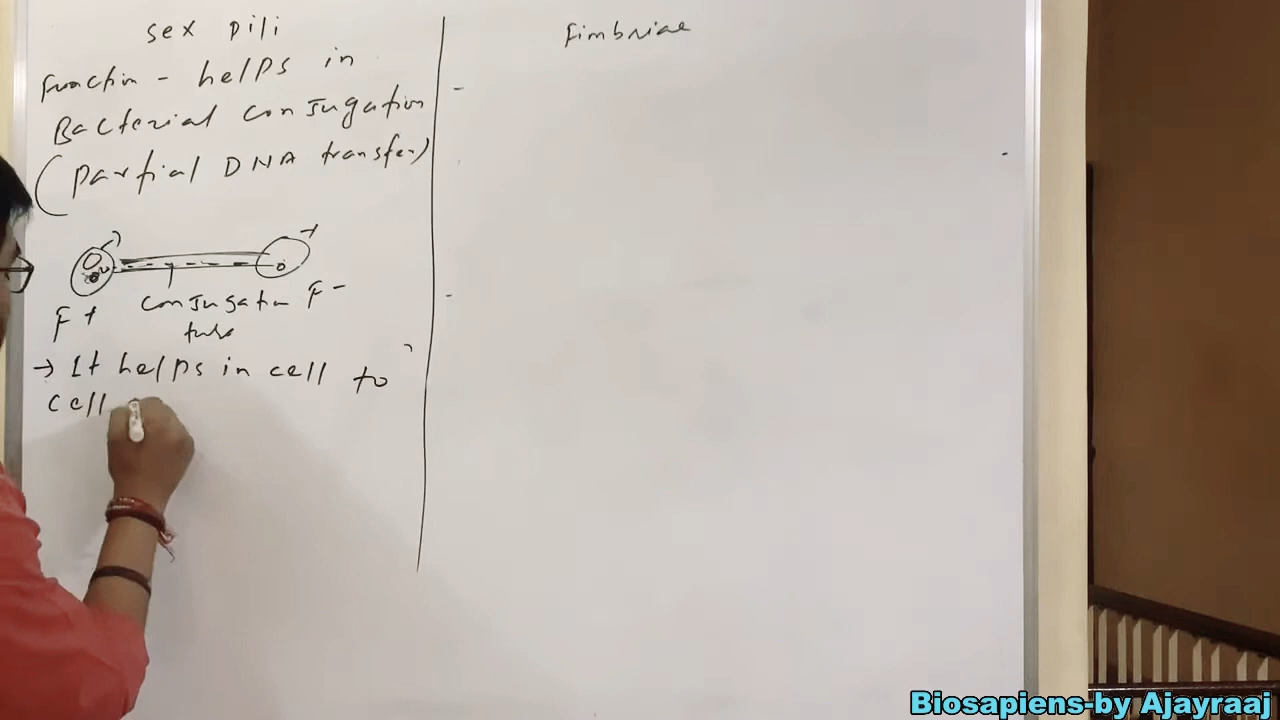 sex pili
Function - helps in
Bacterial conJugation
(partial DNA transfer)
F+
conJugation
tube
F-
→ It helps in cell to
cell
Fimbriae
Biosapiens-by Ajayraaj